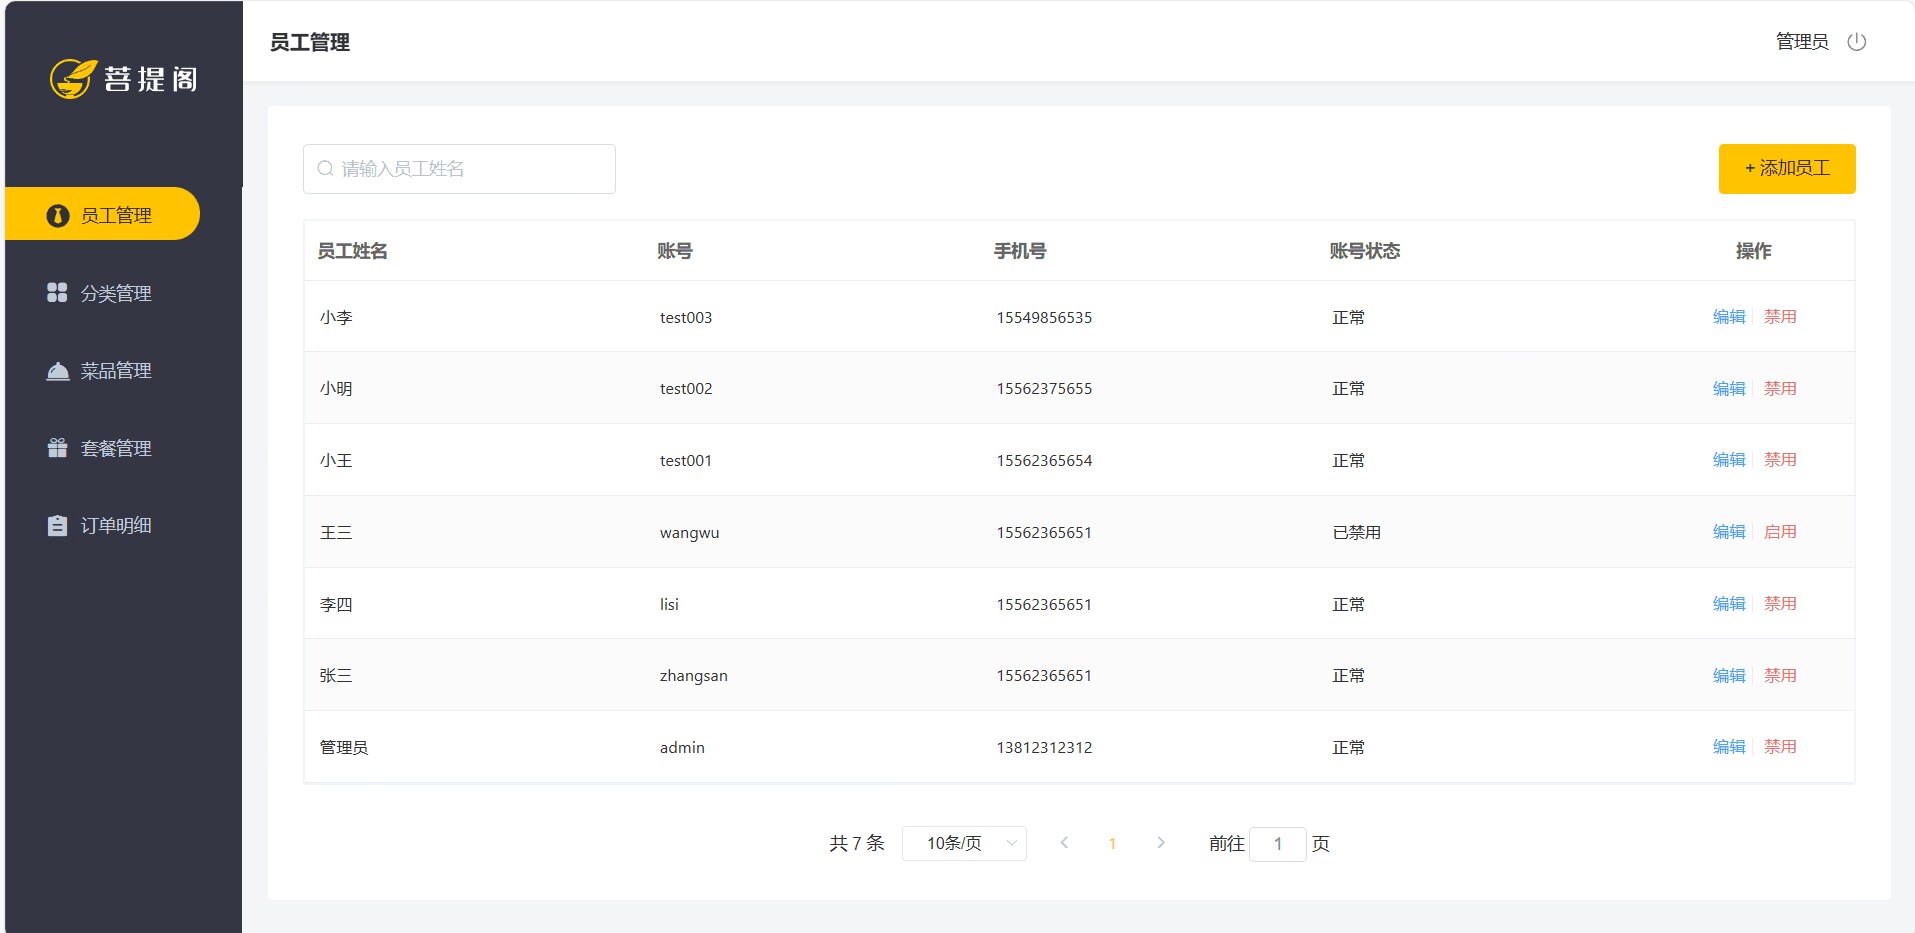 菩提阁
员工管理
分类管理
菜品管理
套餐管理
订单明细
员工管理
管理员
请输入员工姓名
+ 添加员工
员工姓名 账号 手机号 账号状态 操作
小李 test003 15549856535 正常 编辑 禁用
小明 test002 15562375655 正常 编辑 禁用
小王 test001 15562365654 正常 编辑 禁用
王三 wangwu 15562365651 已禁用 编辑 启用
李四 lisi 15562365651 正常 编辑 禁用
张三 zhangsan 15562365651 正常 编辑 禁用
管理员 admin 13812312312 正常 编辑 禁用
共 7 条 10条/页 1 前往 1 页